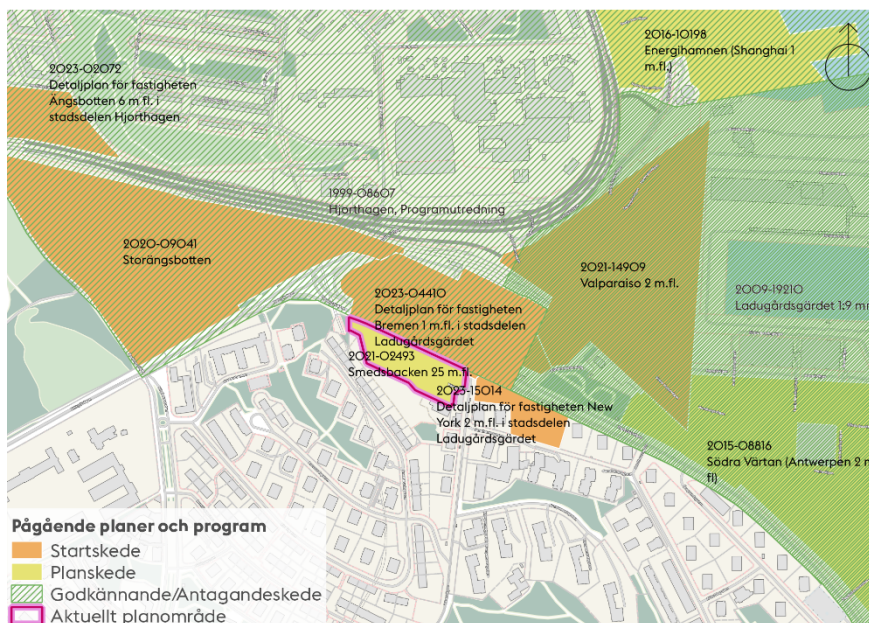 2016-10198
Energihamnen (Shanghai 1
m.fl.)
2023-02072
Detaljplan för fastigheten
Ängsbotten 6 m fl. i
stadsdelen Hjorthagen
1999-08607
Hjorthagen, Programutredning
2020-09041
Storängsbotten
2021-14909
Valparaiso 2 m.fl.
2023-04410
Detaljplan för fastigheten
Bremen 1 m.fl. i stadsdelen
Ladugårdsgärdet
2009-19210
Ladugårdsgärdet 1:9 mfl
2021-02493
Smedsbacken 25 m.fl.
2023-15014
Detaljplan för fastigheten New
York 2 m.fl. i stadsdelen
Ladugårdsgärdet
2015-08816
Södra Värtan (Antwerpen 2 m
fl)
Pågående planer och program
Startskede
Planskede
Godkännande/Antagandeskede
Aktuellt planområde